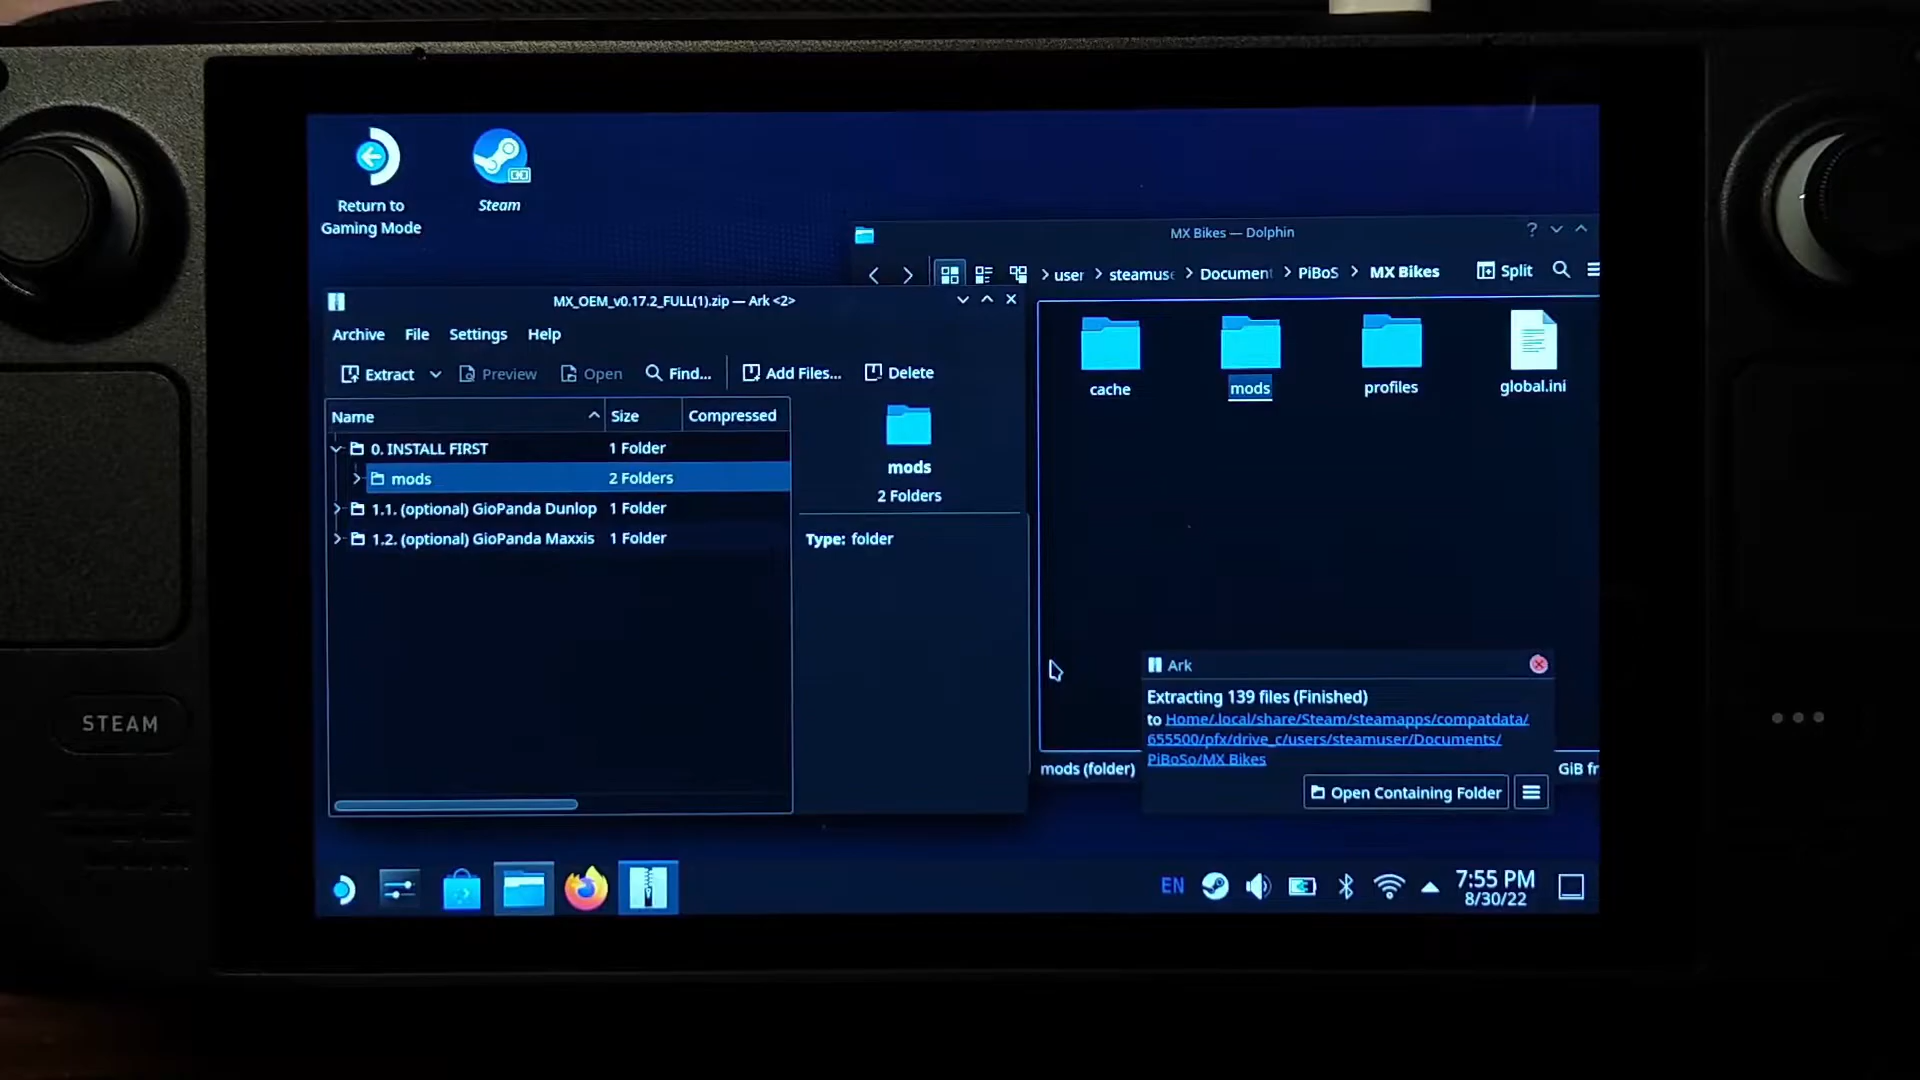 Return to
Gaming Mode
Steam
MX Bikes — Dolphin
user
steamuse
Document
PiBoS
MX Bikes
Split
MX_OEM_v0.17.2_FULL(1).zip — Ark <2>
Archive File Settings Help
Extract Preview Open Find... Add Files... Delete
Name Size Compressed
0. INSTALL FIRST 1 Folder
mods 2 Folders
1.1. (optional) GioPanda Dunlop 1 Folder
1.2. (optional) GioPanda Maxxis 1 Folder
mods
2 Folders
Type: folder
cache
mods
profiles
global.ini
mods (folder)
GiB fr
Ark
Extracting 139 files (Finished)
to Home/.local/share/Steam/steamapps/compatdata/
655500/pfx/drive_c/users/steamuser/Documents/
PiBoSo/MX Bikes
Open Containing Folder
EN
7:55 PM
8/30/22
STEAM